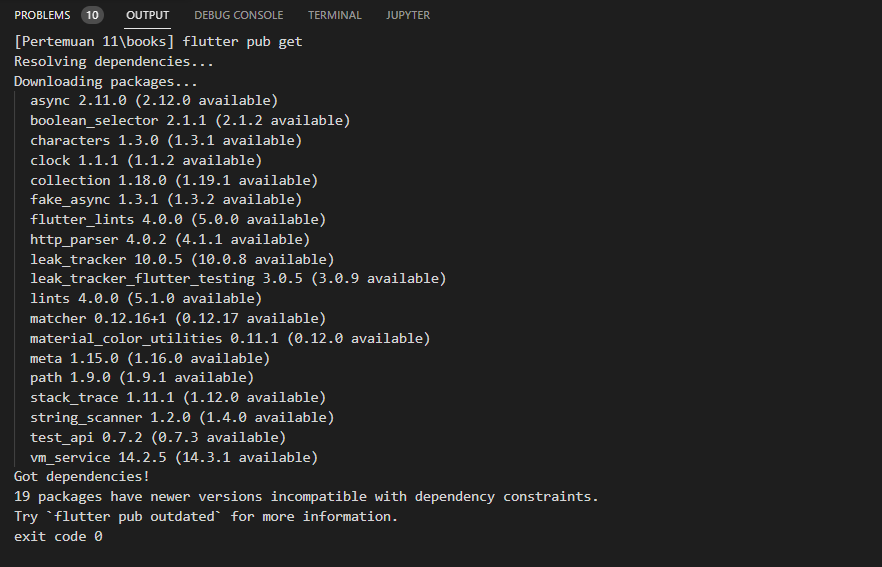 PROBLEMS 10 OUTPUT DEBUG CONSOLE TERMINAL JUPYTER
[Pertemuan 11\books] flutter pub get
Resolving dependencies...
Downloading packages...
async 2.11.0 (2.12.0 available)
boolean_selector 2.1.1 (2.1.2 available)
characters 1.3.0 (1.3.1 available)
clock 1.1.1 (1.1.2 available)
collection 1.18.0 (1.19.1 available)
fake_async 1.3.1 (1.3.2 available)
flutter_lints 4.0.0 (5.0.0 available)
http_parser 4.0.2 (4.1.1 available)
leak_tracker 10.0.5 (10.0.8 available)
leak_tracker_flutter_testing 3.0.5 (3.0.9 available)
lints 4.0.0 (5.1.0 available)
matcher 0.12.16+1 (0.12.17 available)
material_color_utilities 0.11.1 (0.12.0 available)
meta 1.15.0 (1.16.0 available)
path 1.9.0 (1.9.1 available)
stack_trace 1.11.1 (1.12.0 available)
string_scanner 1.2.0 (1.4.0 available)
test_api 0.7.2 (0.7.3 available)
vm_service 14.2.5 (14.3.1 available)
Got dependencies!
19 packages have newer versions incompatible with dependency constraints.
Try `flutter pub outdated` for more information.
exit code 0